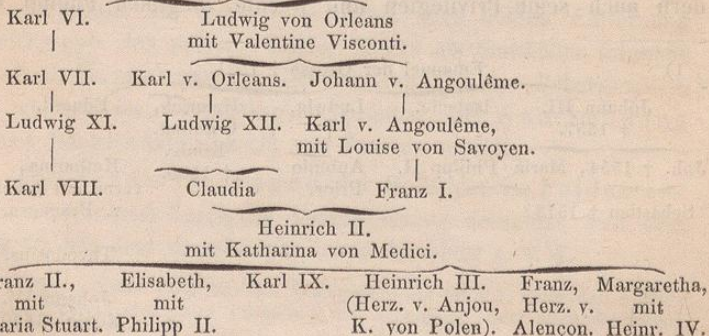 Karl VI. Ludwig von Orleans
mit Valentine Visconti.
Karl VII. Karl v. Orleans. Johann v. Angoulême.
Ludwig XI. Ludwig XII. Karl v. Angoulême,
mit Louise von Savoyen.
Karl VIII. Claudia Franz I.
Heinrich II.
mit Katharina von Medici.
ranz II., Elisabeth, Karl IX. Heinrich III. Franz, Margaretha,
mit mit (Herz. v. Anjou, Herz. v. mit
aria Stuart. Philipp II. K. von Polen). Alençon. Heinr. IV.